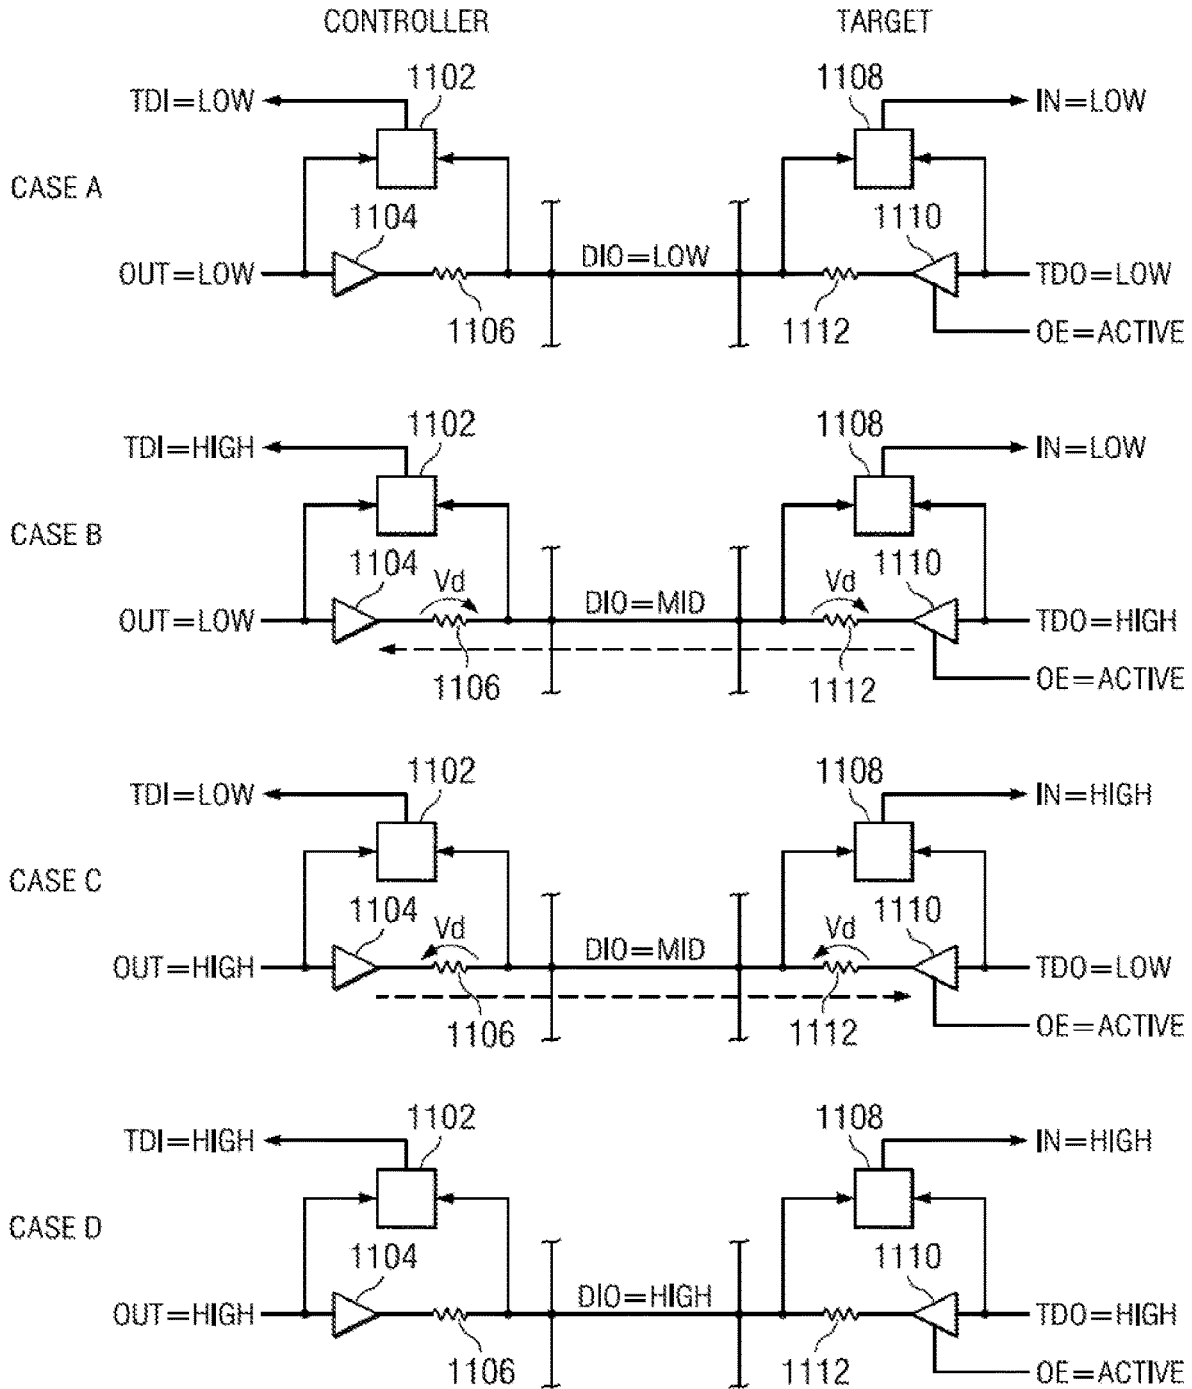 CONTROLLER TARGET
1102 1108
TDI=LOW IN=LOW
CASE A
1104 1110
OUT=LOW DIO=LOW TDO=LOW
1106 1112 OE=ACTIVE
1102 1108
TDI=HIGH IN=LOW
CASE B
1104 1110
Vd Vd
OUT=LOW DIO=MID TDO=HIGH
1106 1112 OE=ACTIVE
1102 1108
TDI=LOW IN=HIGH
CASE C
1104 1110
Vd Vd
OUT=HIGH DIO=MID TDO=LOW
1106 1112 OE=ACTIVE
1102 1108
TDI=HIGH IN=HIGH
CASE D
1104 1110
OUT=HIGH DIO=HIGH TDO=HIGH
1106 1112 OE=ACTIVE